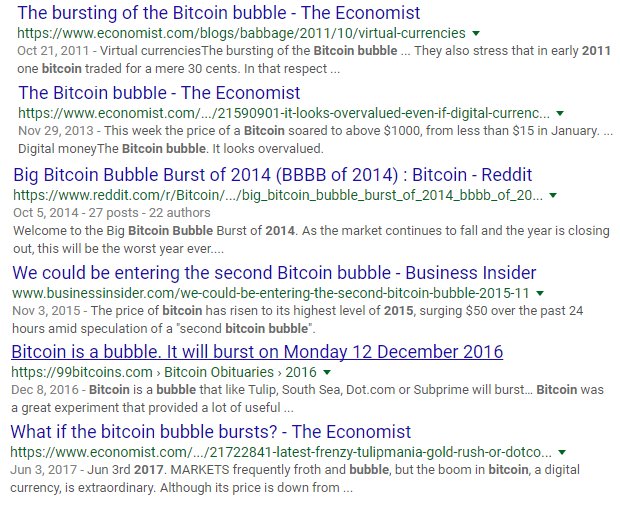 The bursting of the Bitcoin bubble - The Economist
https://www.economist.com/blogs/babbage/2011/10/virtual-currencies
Oct 21, 2011 - Virtual currenciesThe bursting of the Bitcoin bubble ... They also stress that in early 2011
one bitcoin traded for a mere 30 cents. In that respect ...
The Bitcoin bubble - The Economist
https://www.economist.com/.../21590901-it-looks-overvalued-even-if-digital-currenc...
Nov 29, 2013 - This week the price of a Bitcoin soared to above $1000, from less than $15 in January. ...
Digital moneyThe Bitcoin bubble. It looks overvalued.
Big Bitcoin Bubble Burst of 2014 (BBBB of 2014) : Bitcoin - Reddit
https://www.reddit.com/r/Bitcoin/.../big_bitcoin_bubble_burst_of_2014_bbbb_of_20...
Oct 5, 2014 - 27 posts - 22 authors
Welcome to the Big Bitcoin Bubble Burst of 2014. As the market continues to fall and the year is closing
out, this will be the worst year ever....
We could be entering the second Bitcoin bubble - Business Insider
www.businessinsider.com/we-could-be-entering-the-second-bitcoin-bubble-2015-11
Nov 3, 2015 - The price of bitcoin has risen to its highest level of 2015, surging $50 over the past 24
hours amid speculation of a "second bitcoin bubble".
Bitcoin is a bubble. It will burst on Monday 12 December 2016
https://99bitcoins.com › Bitcoin Obituaries › 2016
Dec 8, 2016 - Bitcoin is a bubble that like Tulip, South Sea, Dot.com or Subprime will burst... Bitcoin was
a great experiment that provided a lot of useful ...
What if the bitcoin bubble bursts? - The Economist
https://www.economist.com/.../21722841-latest-frenzy-tulipmania-gold-rush-or-dotco...
Jun 3, 2017 - Jun 3rd 2017. MARKETS frequently froth and bubble, but the boom in bitcoin, a digital
currency, is extraordinary. Although its price is down from ...